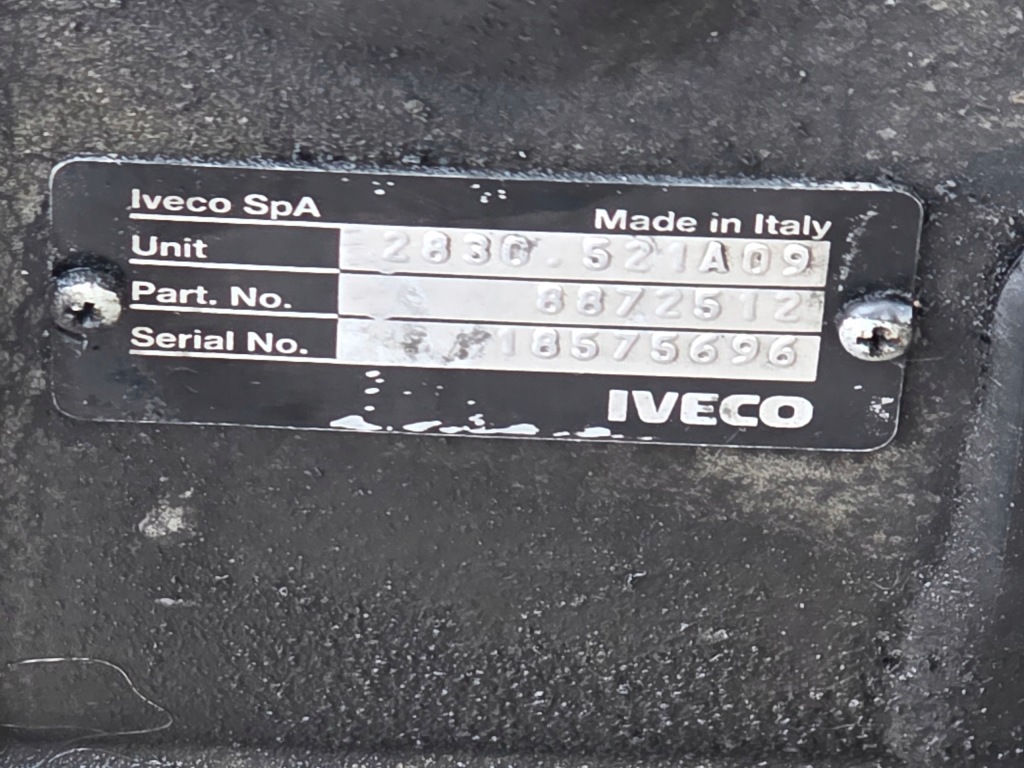 Iveco SpA
Made in Italy
Unit 2830.521A09
Part. No. 8872512
Serial No. 18575696
IVECO